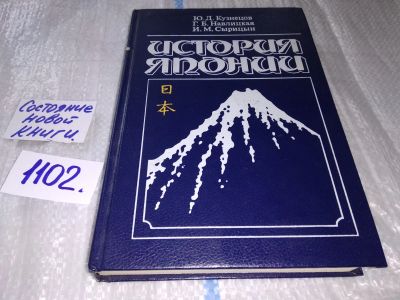 Ю. Д. Кузнецов
Г. Б. Навлицкая
И. М. Сырицын
ИСТОРИЯ
ЯПОНИИ
日
本
Состояние
новой
книги.
1102.